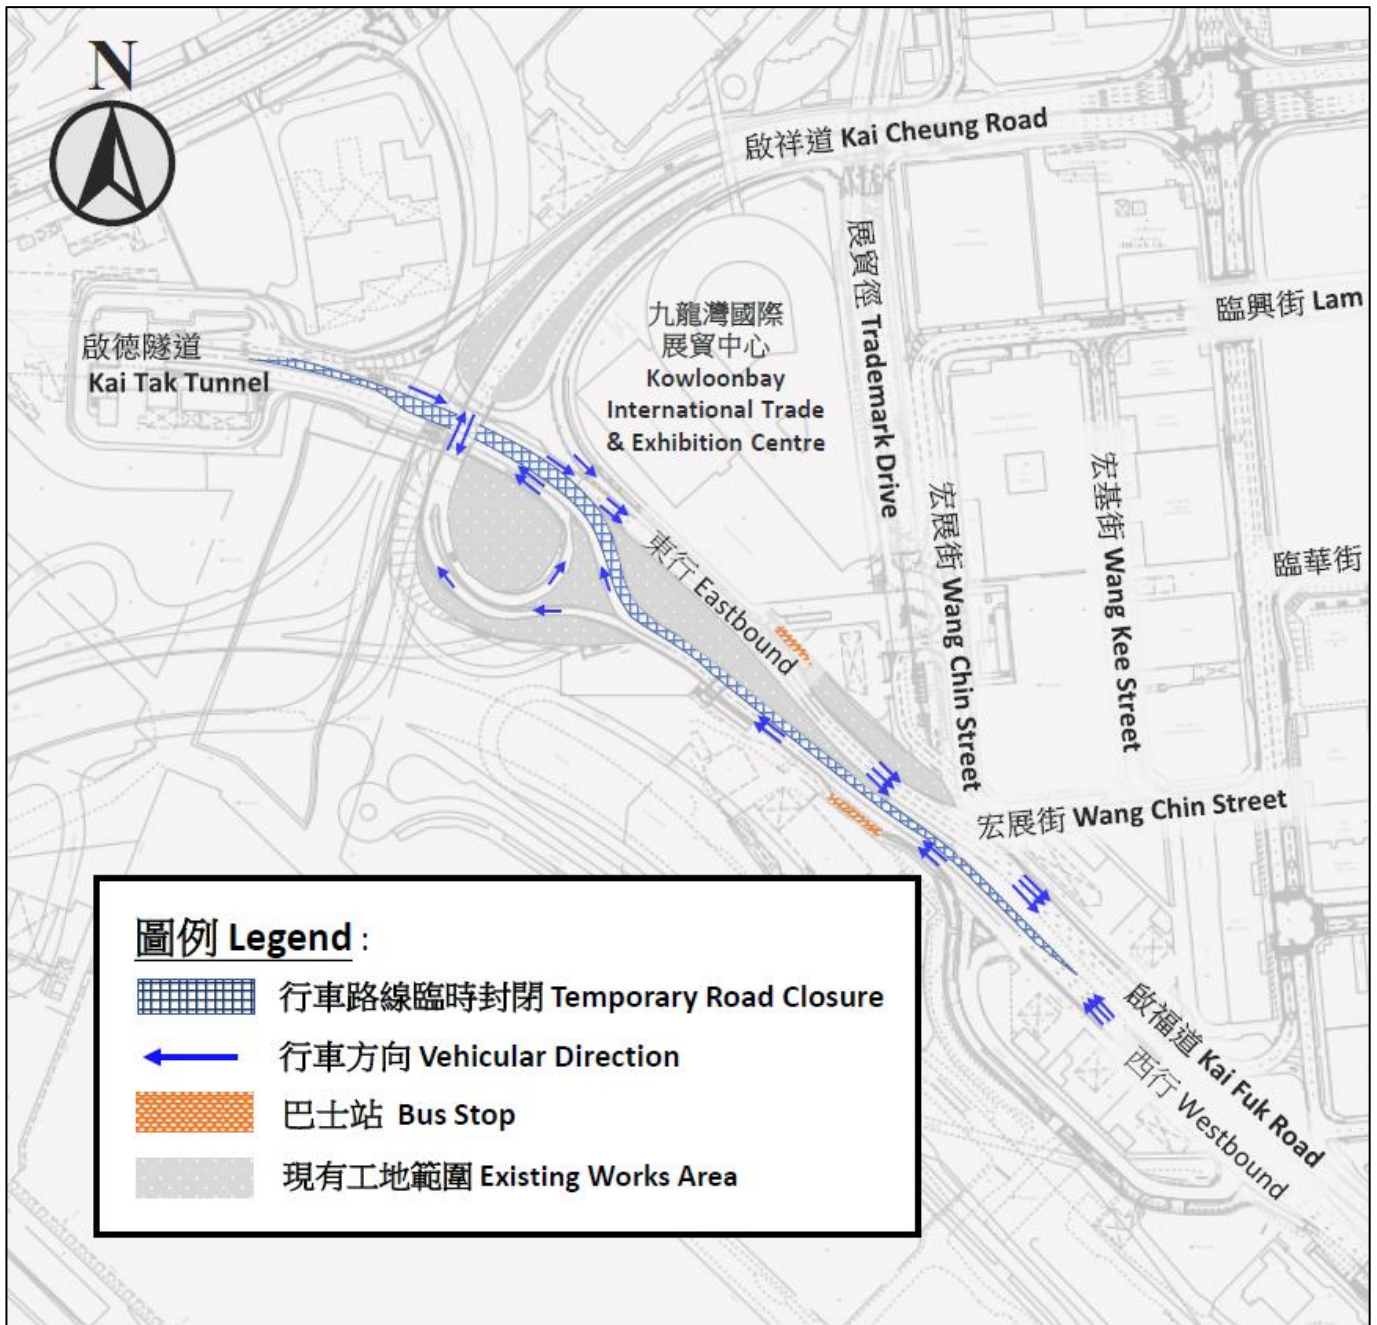 N
啟祥道 Kai Cheung Road
展貿徑 Trademark Drive
臨興街 Lam
九龍灣國際
展貿中心
Kowloonbay
International Trade
& Exhibition Centre
啟德隧道
Kai Tak Tunnel
宏展街 Wang Chin Street
宏基街 Wang Kee Street
臨華街
東行 Eastbound
宏展街 Wang Chin Street
啟福道 Kai Fuk Road
西行 Westbound
圖例 Legend :
行車路線臨時封閉 Temporary Road Closure
行車方向 Vehicular Direction
巴士站 Bus Stop
現有工地範圍 Existing Works Area